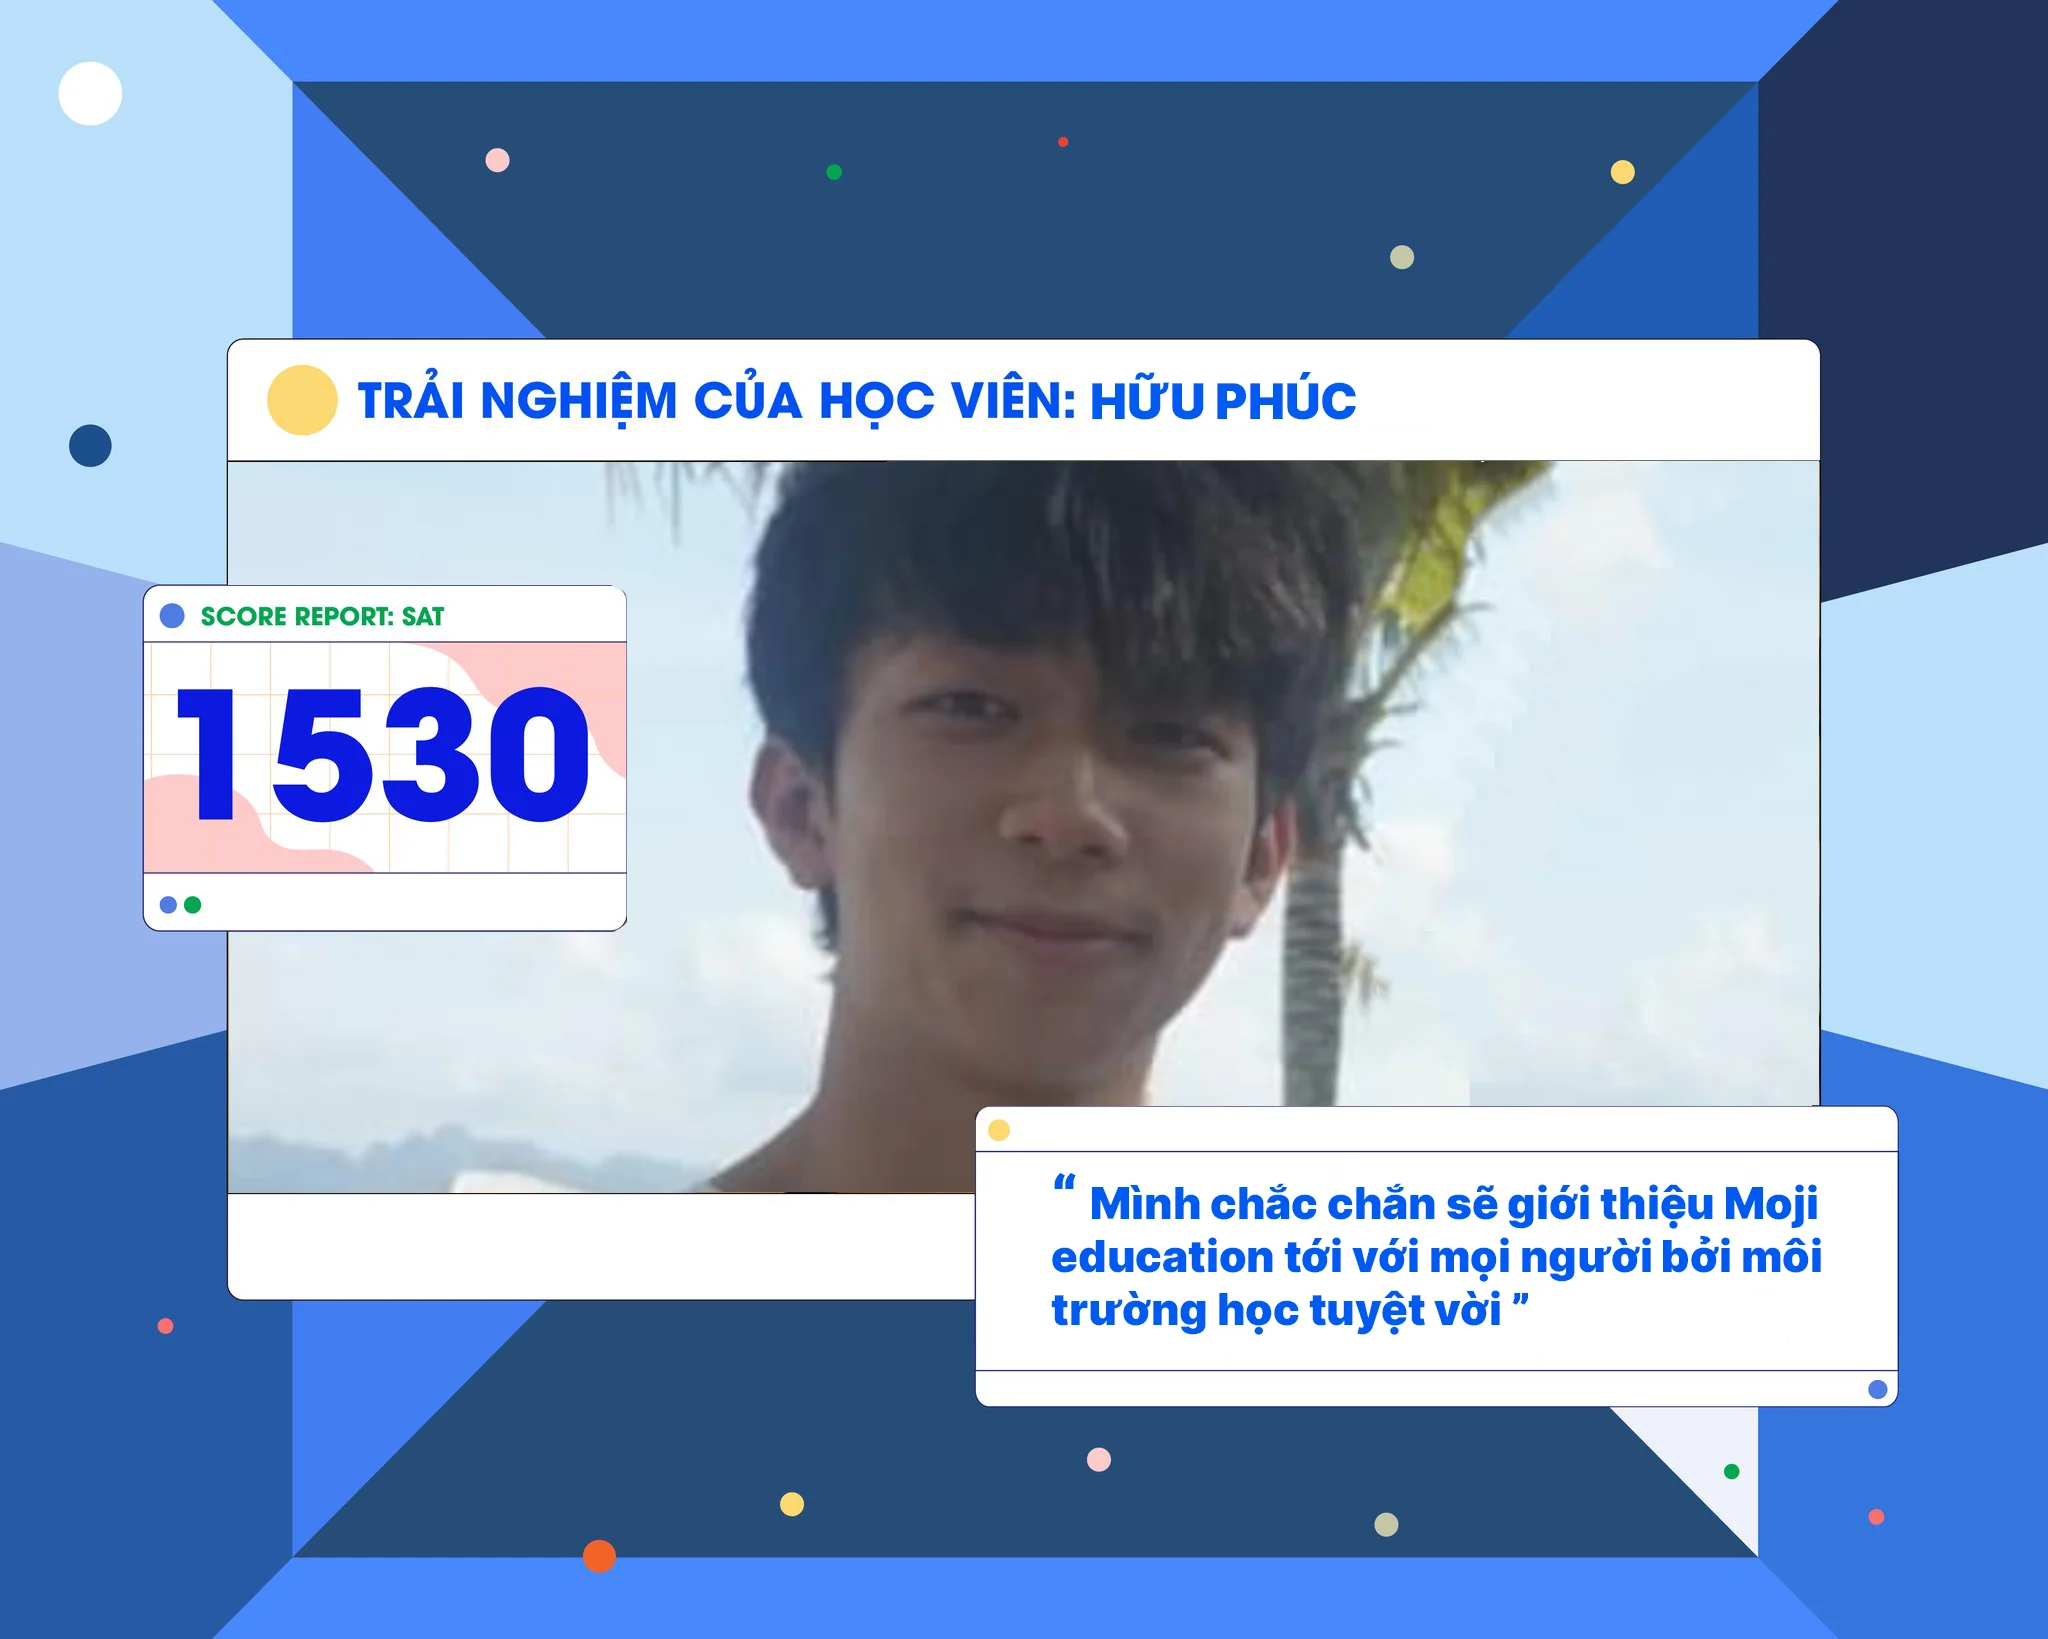 TRẢI NGHIỆM CỦA HỌC VIÊN: HỮU PHÚC
SCORE REPORT: SAT
1530
“ Mình chắc chắn sẽ giới thiệu Moji
education tới với mọi người bởi môi
trường học tuyệt vời ”